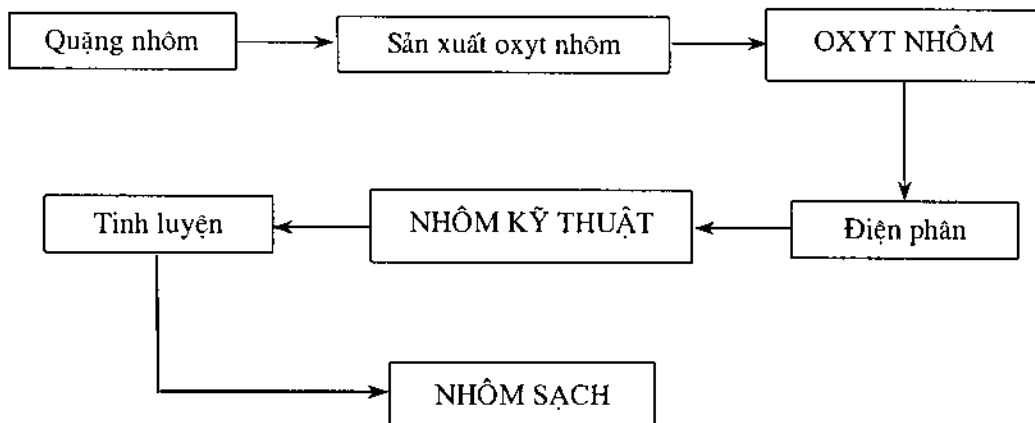 Quặng nhôm
Sản xuất oxyt nhôm
OXYT NHÔM
Điện phân
NHÔM KỸ THUẬT
Tinh luyện
NHÔM SẠCH